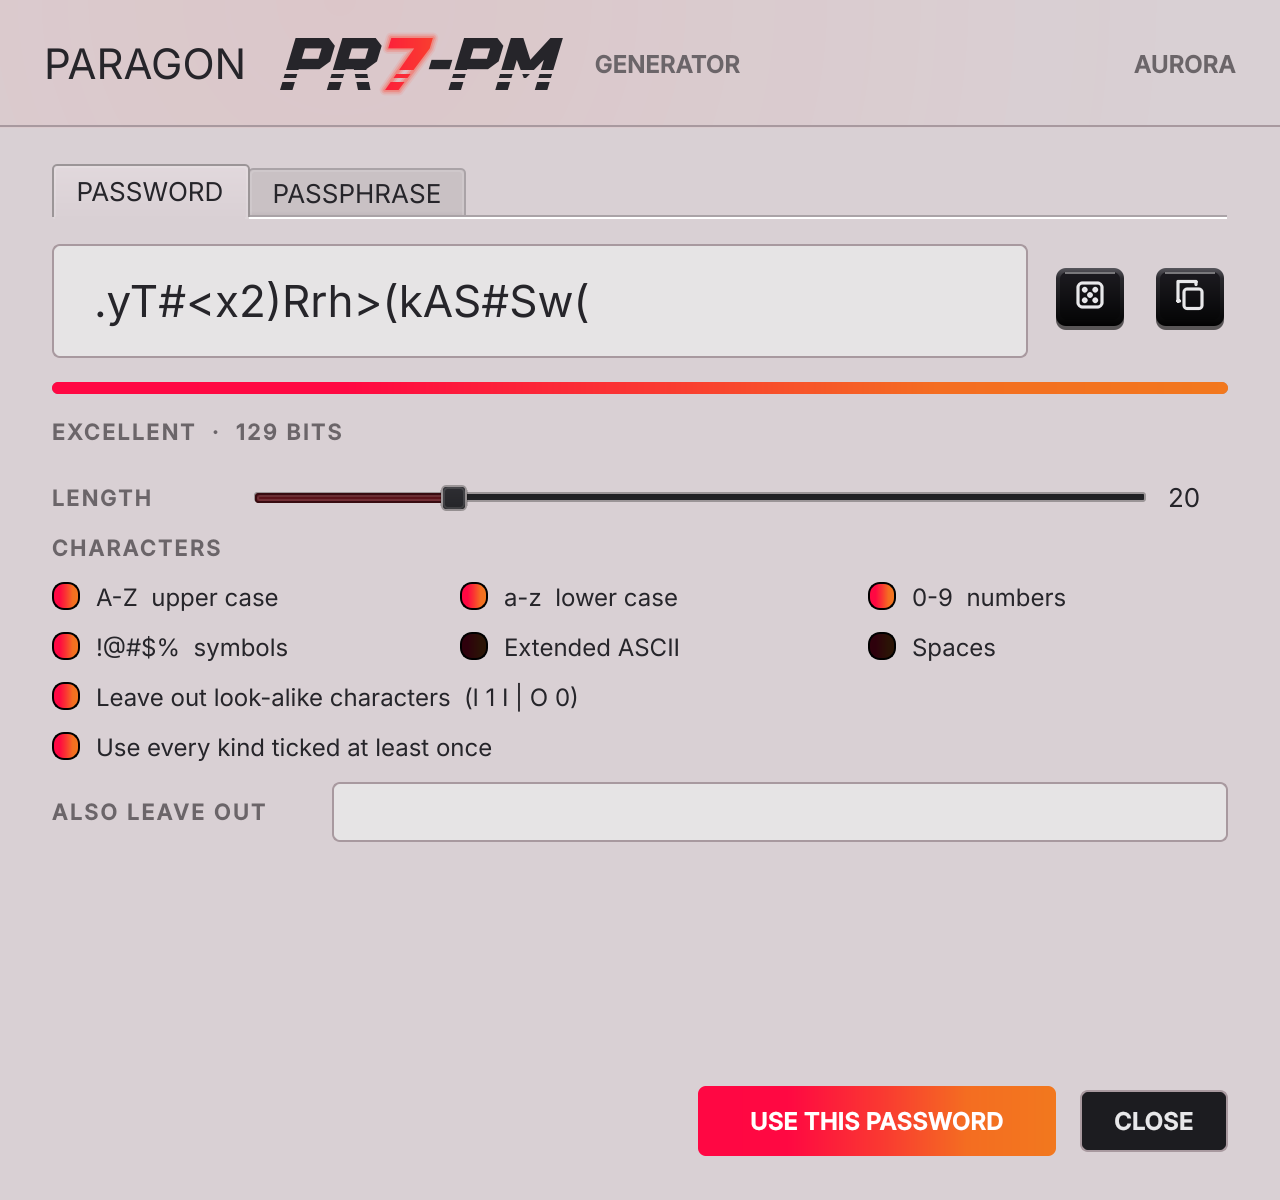 PARAGON PR7-PM GENERATOR AURORA
PASSWORD PASSPHRASE
.yT#<x2)Rrh>(kAS#Sw(
EXCELLENT · 129 BITS
LENGTH 20
CHARACTERS
A-Z upper case a-z lower case 0-9 numbers
!@#$% symbols Extended ASCII Spaces
Leave out look-alike characters (l 1 I | O 0)
Use every kind ticked at least once
ALSO LEAVE OUT
USE THIS PASSWORD CLOSE